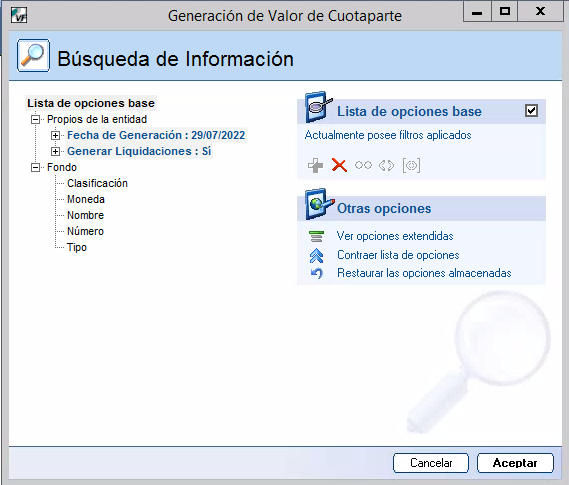 VF
Generación de Valor de Cuotaparte
Búsqueda de Información
Lista de opciones base
Propios de la entidad
Fecha de Generación : 29/07/2022
Generar Liquidaciones : Sí
Fondo
Clasificación
Moneda
Nombre
Número
Tipo
Lista de opciones base
Actualmente posee filtros aplicados
Otras opciones
Ver opciones extendidas
Contraer lista de opciones
Restaurar las opciones almacenadas
Cancelar
Aceptar